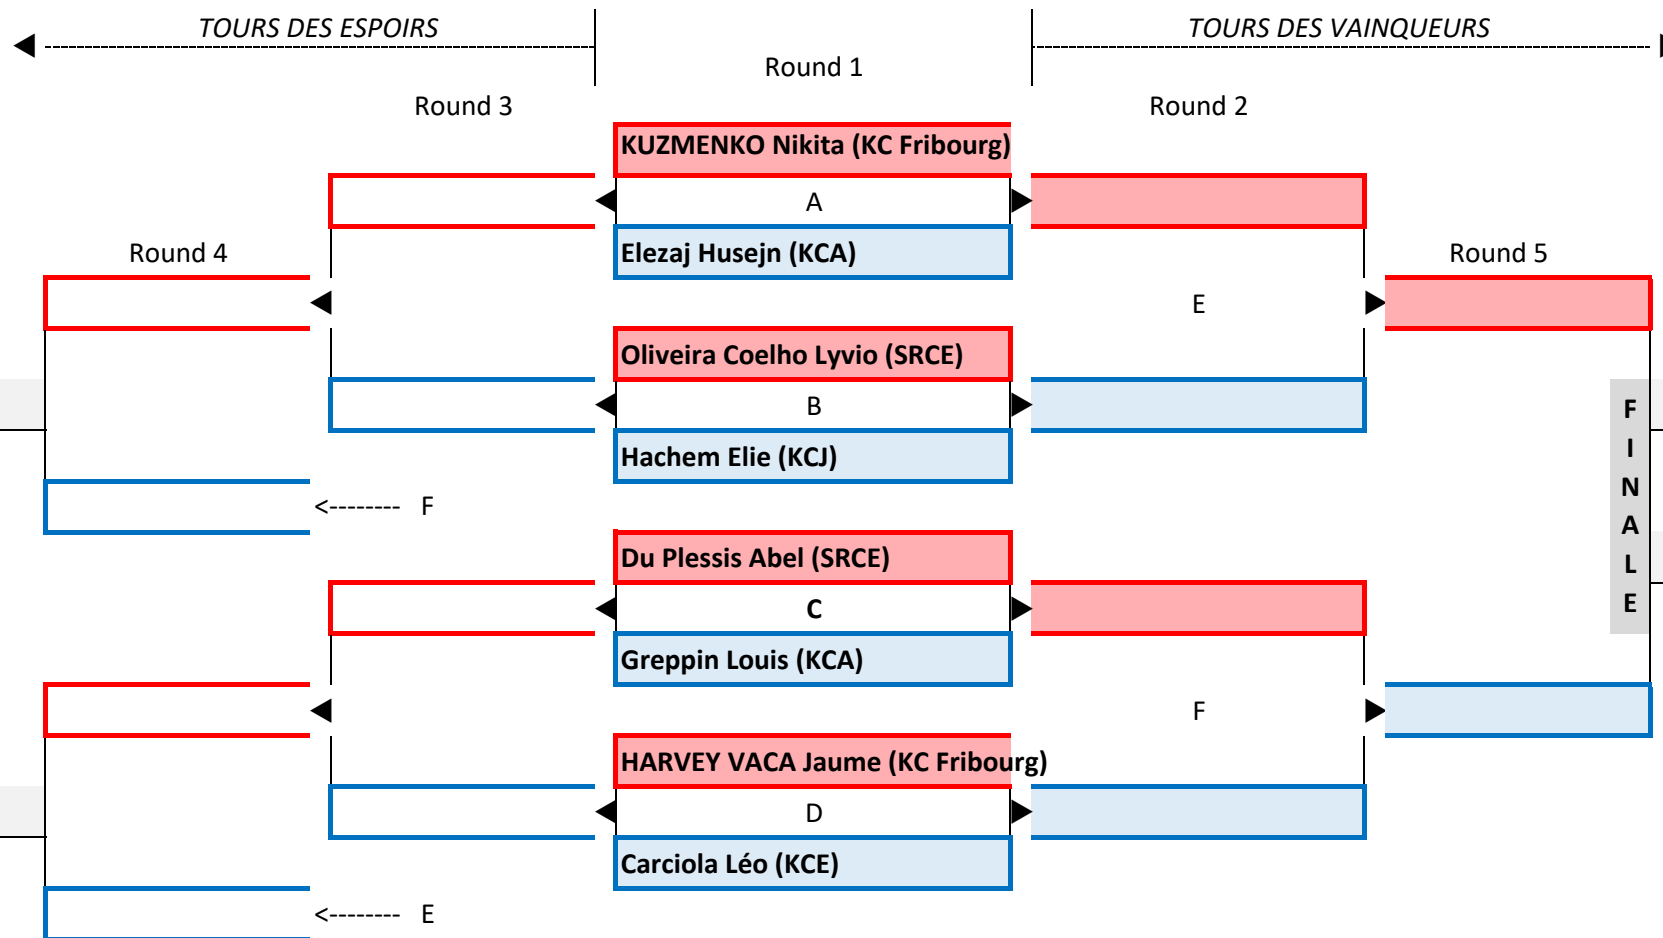 TOURS DES ESPOIRS
TOURS DES VAINQUEURS
Round 1
Round 3
Round 2
KUZMENKO Nikita (KC Fribourg)
A
Elezaj Husejn (KCA)
Round 4
Round 5
E
Oliveira Coelho Lyvio (SRCE)
B
Hachem Elie (KCJ)
<-------- F
FINALE
Du Plessis Abel (SRCE)
C
Greppin Louis (KCA)
F
HARVEY VACA Jaume (KC Fribourg)
D
Carciola Léo (KCE)
<-------- E